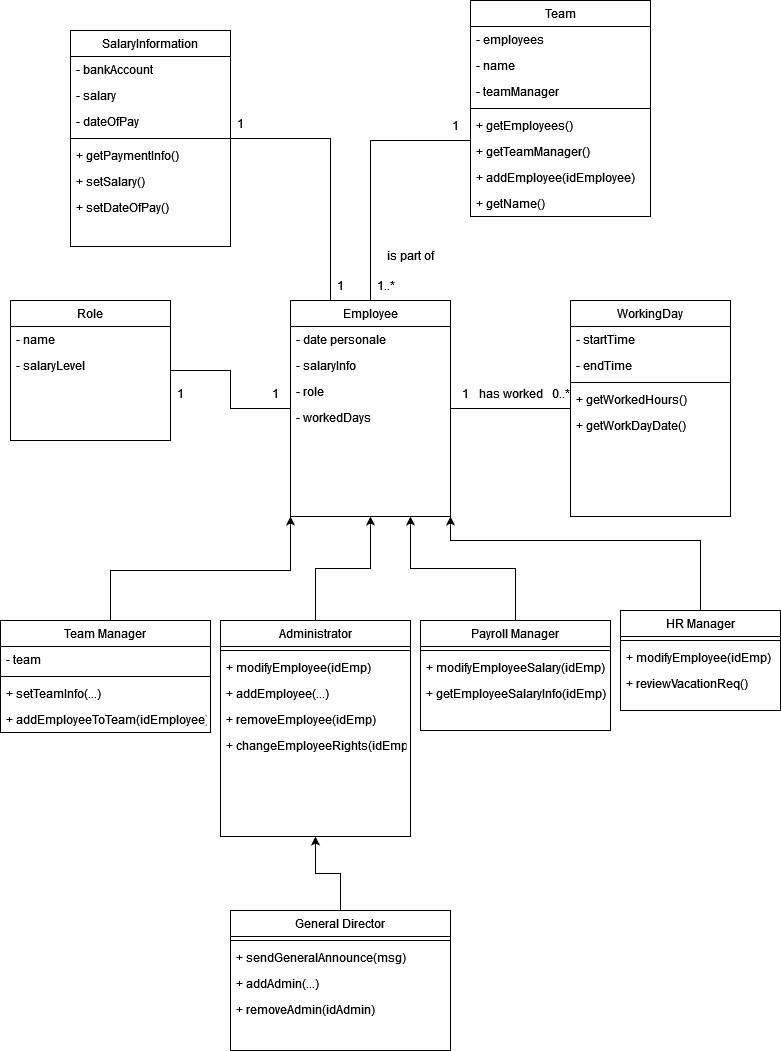 Team
- employees
- name
- teamManager
+ getEmployees()
+ getTeamManager()
+ addEmployee(idEmployee)
+ getName()
SalaryInformation
- bankAccount
- salary
- dateOfPay
+ getPaymentInfo()
+ setSalary()
+ setDateOfPay()
1
1
is part of
1
1..*
Role
- name
- salaryLevel
1
1
Employee
- date personale
- salaryInfo
- role
- workedDays
1 has worked 0..*
WorkingDay
- startTime
- endTime
+ getWorkedHours()
+ getWorkDayDate()
Team Manager
- team
+ setTeamInfo(...)
+ addEmployeeToTeam(idEmployee)
Administrator
+ modifyEmployee(idEmp)
+ addEmployee(...)
+ removeEmployee(idEmp)
+ changeEmployeeRights(idEmp
Payroll Manager
+ modifyEmployeeSalary(idEmp)
+ getEmployeeSalaryInfo(idEmp)
HR Manager
+ modifyEmployee(idEmp)
+ reviewVacationReq()
General Director
+ sendGeneralAnnounce(msg)
+ addAdmin(...)
+ removeAdmin(idAdmin)